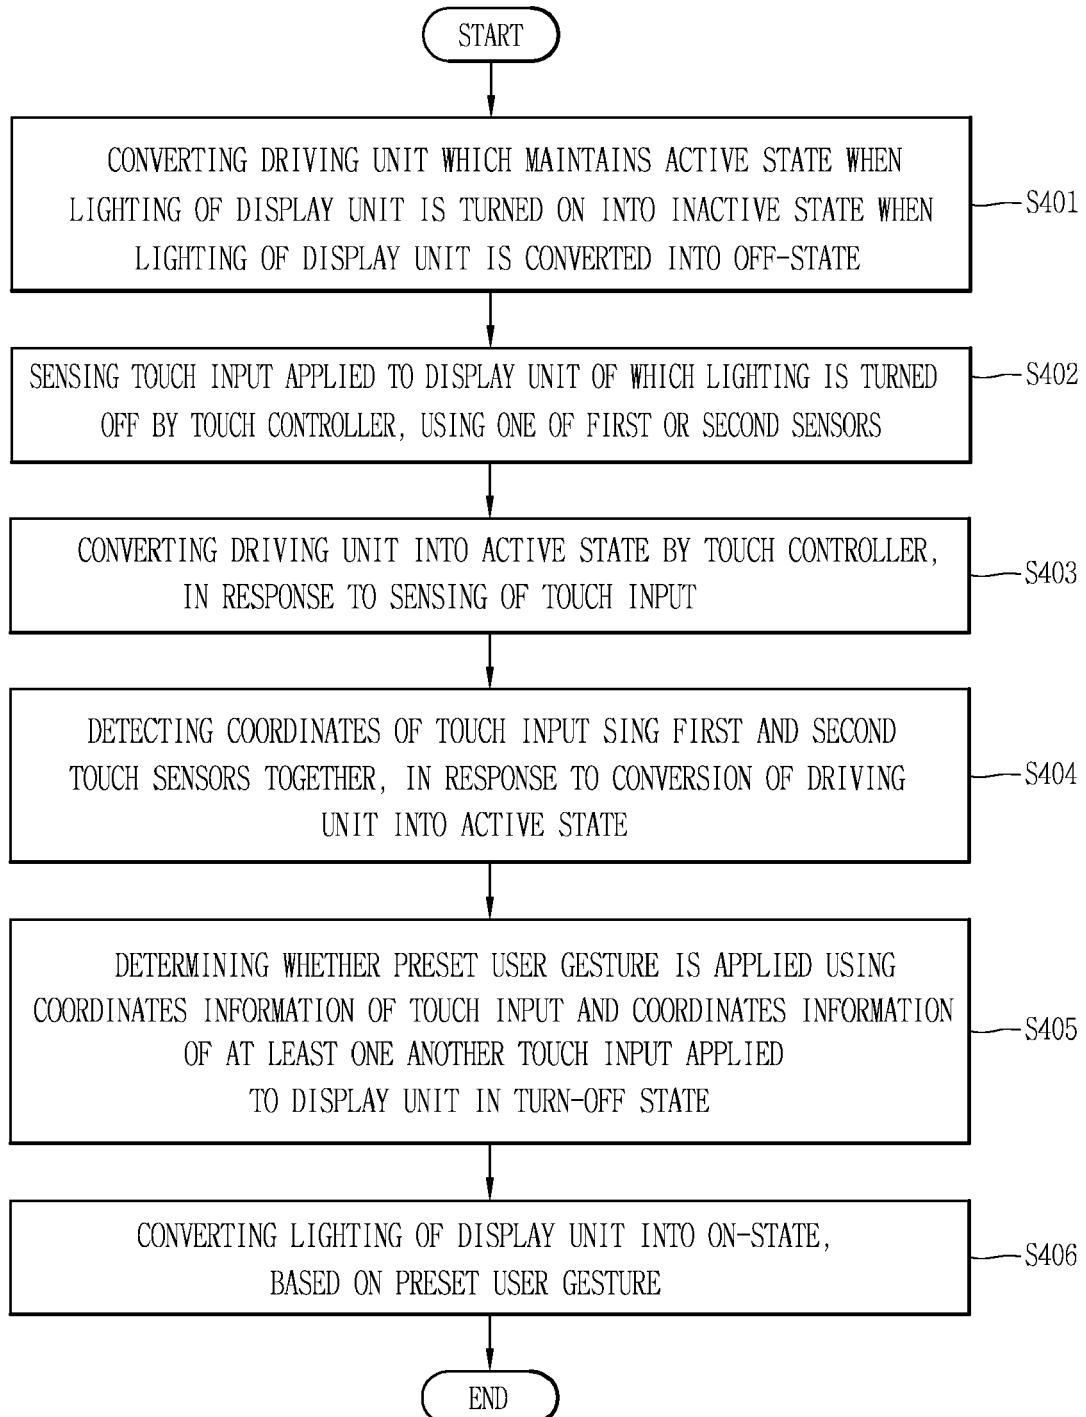 START
CONVERTING DRIVING UNIT WHICH MAINTAINS ACTIVE STATE WHEN
LIGHTING OF DISPLAY UNIT IS TURNED ON INTO INACTIVE STATE WHEN
LIGHTING OF DISPLAY UNIT IS CONVERTED INTO OFF-STATE
S401
SENSING TOUCH INPUT APPLIED TO DISPLAY UNIT OF WHICH LIGHTING IS TURNED
OFF BY TOUCH CONTROLLER, USING ONE OF FIRST OR SECOND SENSORS
S402
CONVERTING DRIVING UNIT INTO ACTIVE STATE BY TOUCH CONTROLLER,
IN RESPONSE TO SENSING OF TOUCH INPUT
S403
DETECTING COORDINATES OF TOUCH INPUT SING FIRST AND SECOND
TOUCH SENSORS TOGETHER, IN RESPONSE TO CONVERSION OF DRIVING
UNIT INTO ACTIVE STATE
S404
DETERMINING WHETHER PRESET USER GESTURE IS APPLIED USING
COORDINATES INFORMATION OF TOUCH INPUT AND COORDINATES INFORMATION
OF AT LEAST ONE ANOTHER TOUCH INPUT APPLIED
TO DISPLAY UNIT IN TURN-OFF STATE
S405
CONVERTING LIGHTING OF DISPLAY UNIT INTO ON-STATE,
BASED ON PRESET USER GESTURE
S406
END